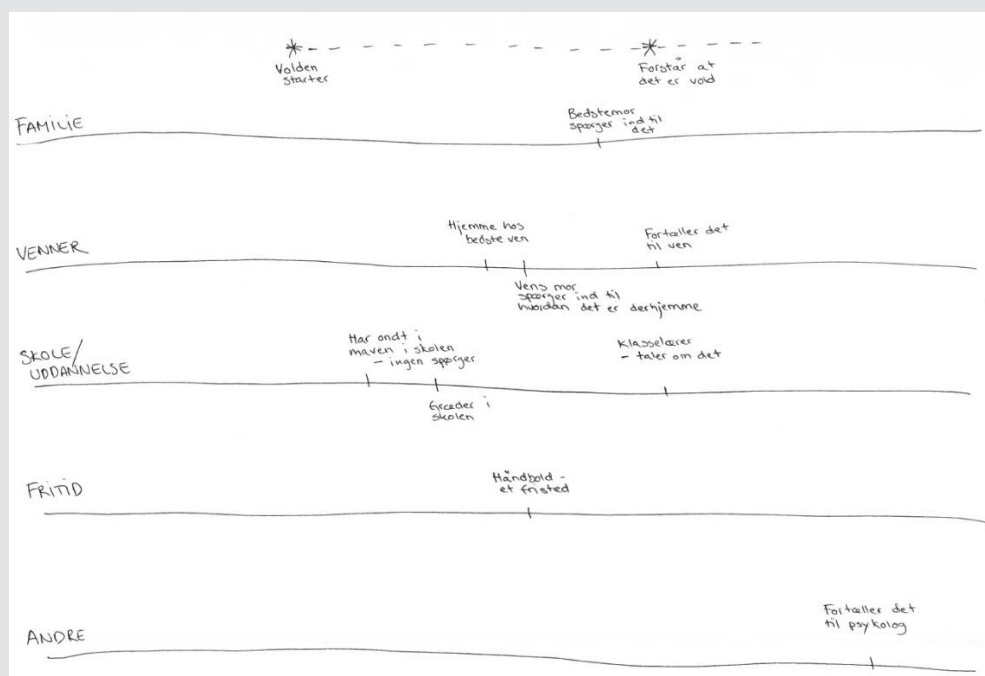 Volden
starter
Forstår at
det er vold
FAMILIE
Bedstemor
spørger ind til
det
VENNER
Hjemme hos
bedste ven
Vens mor
spørger ind til
hvordan det er derhjemme
Fortæller det
til ven
SKOLE/
UDDANNELSE
Har ondt i
maven i skolen
- ingen spørger
Græder i
skolen
Klasselærer
- taler om det
FRITID
Håndbold -
et fristed
ANDRE
Fortæller det
til psykolog